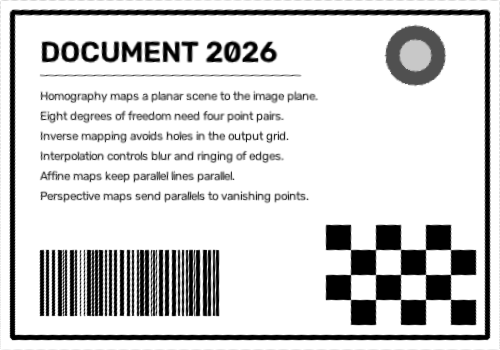 DOCUMENT 2026
Homography maps a planar scene to the image plane.
Eight degrees of freedom need four point pairs.
Inverse mapping avoids holes in the output grid.
Interpolation controls blur and ringing of edges.
Affine maps keep parallel lines parallel.
Perspective maps send parallels to vanishing points.